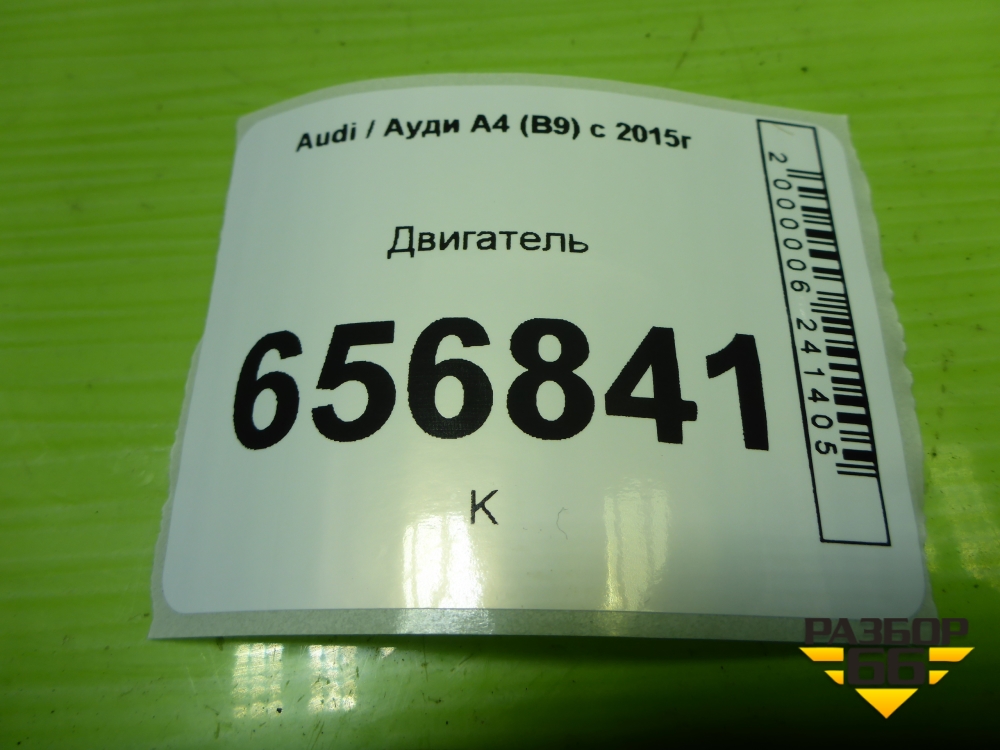 Audi / Ауди A4 (B9) с 2015г
Двигатель
656841
К
2000006241405
РАЗБОР
66